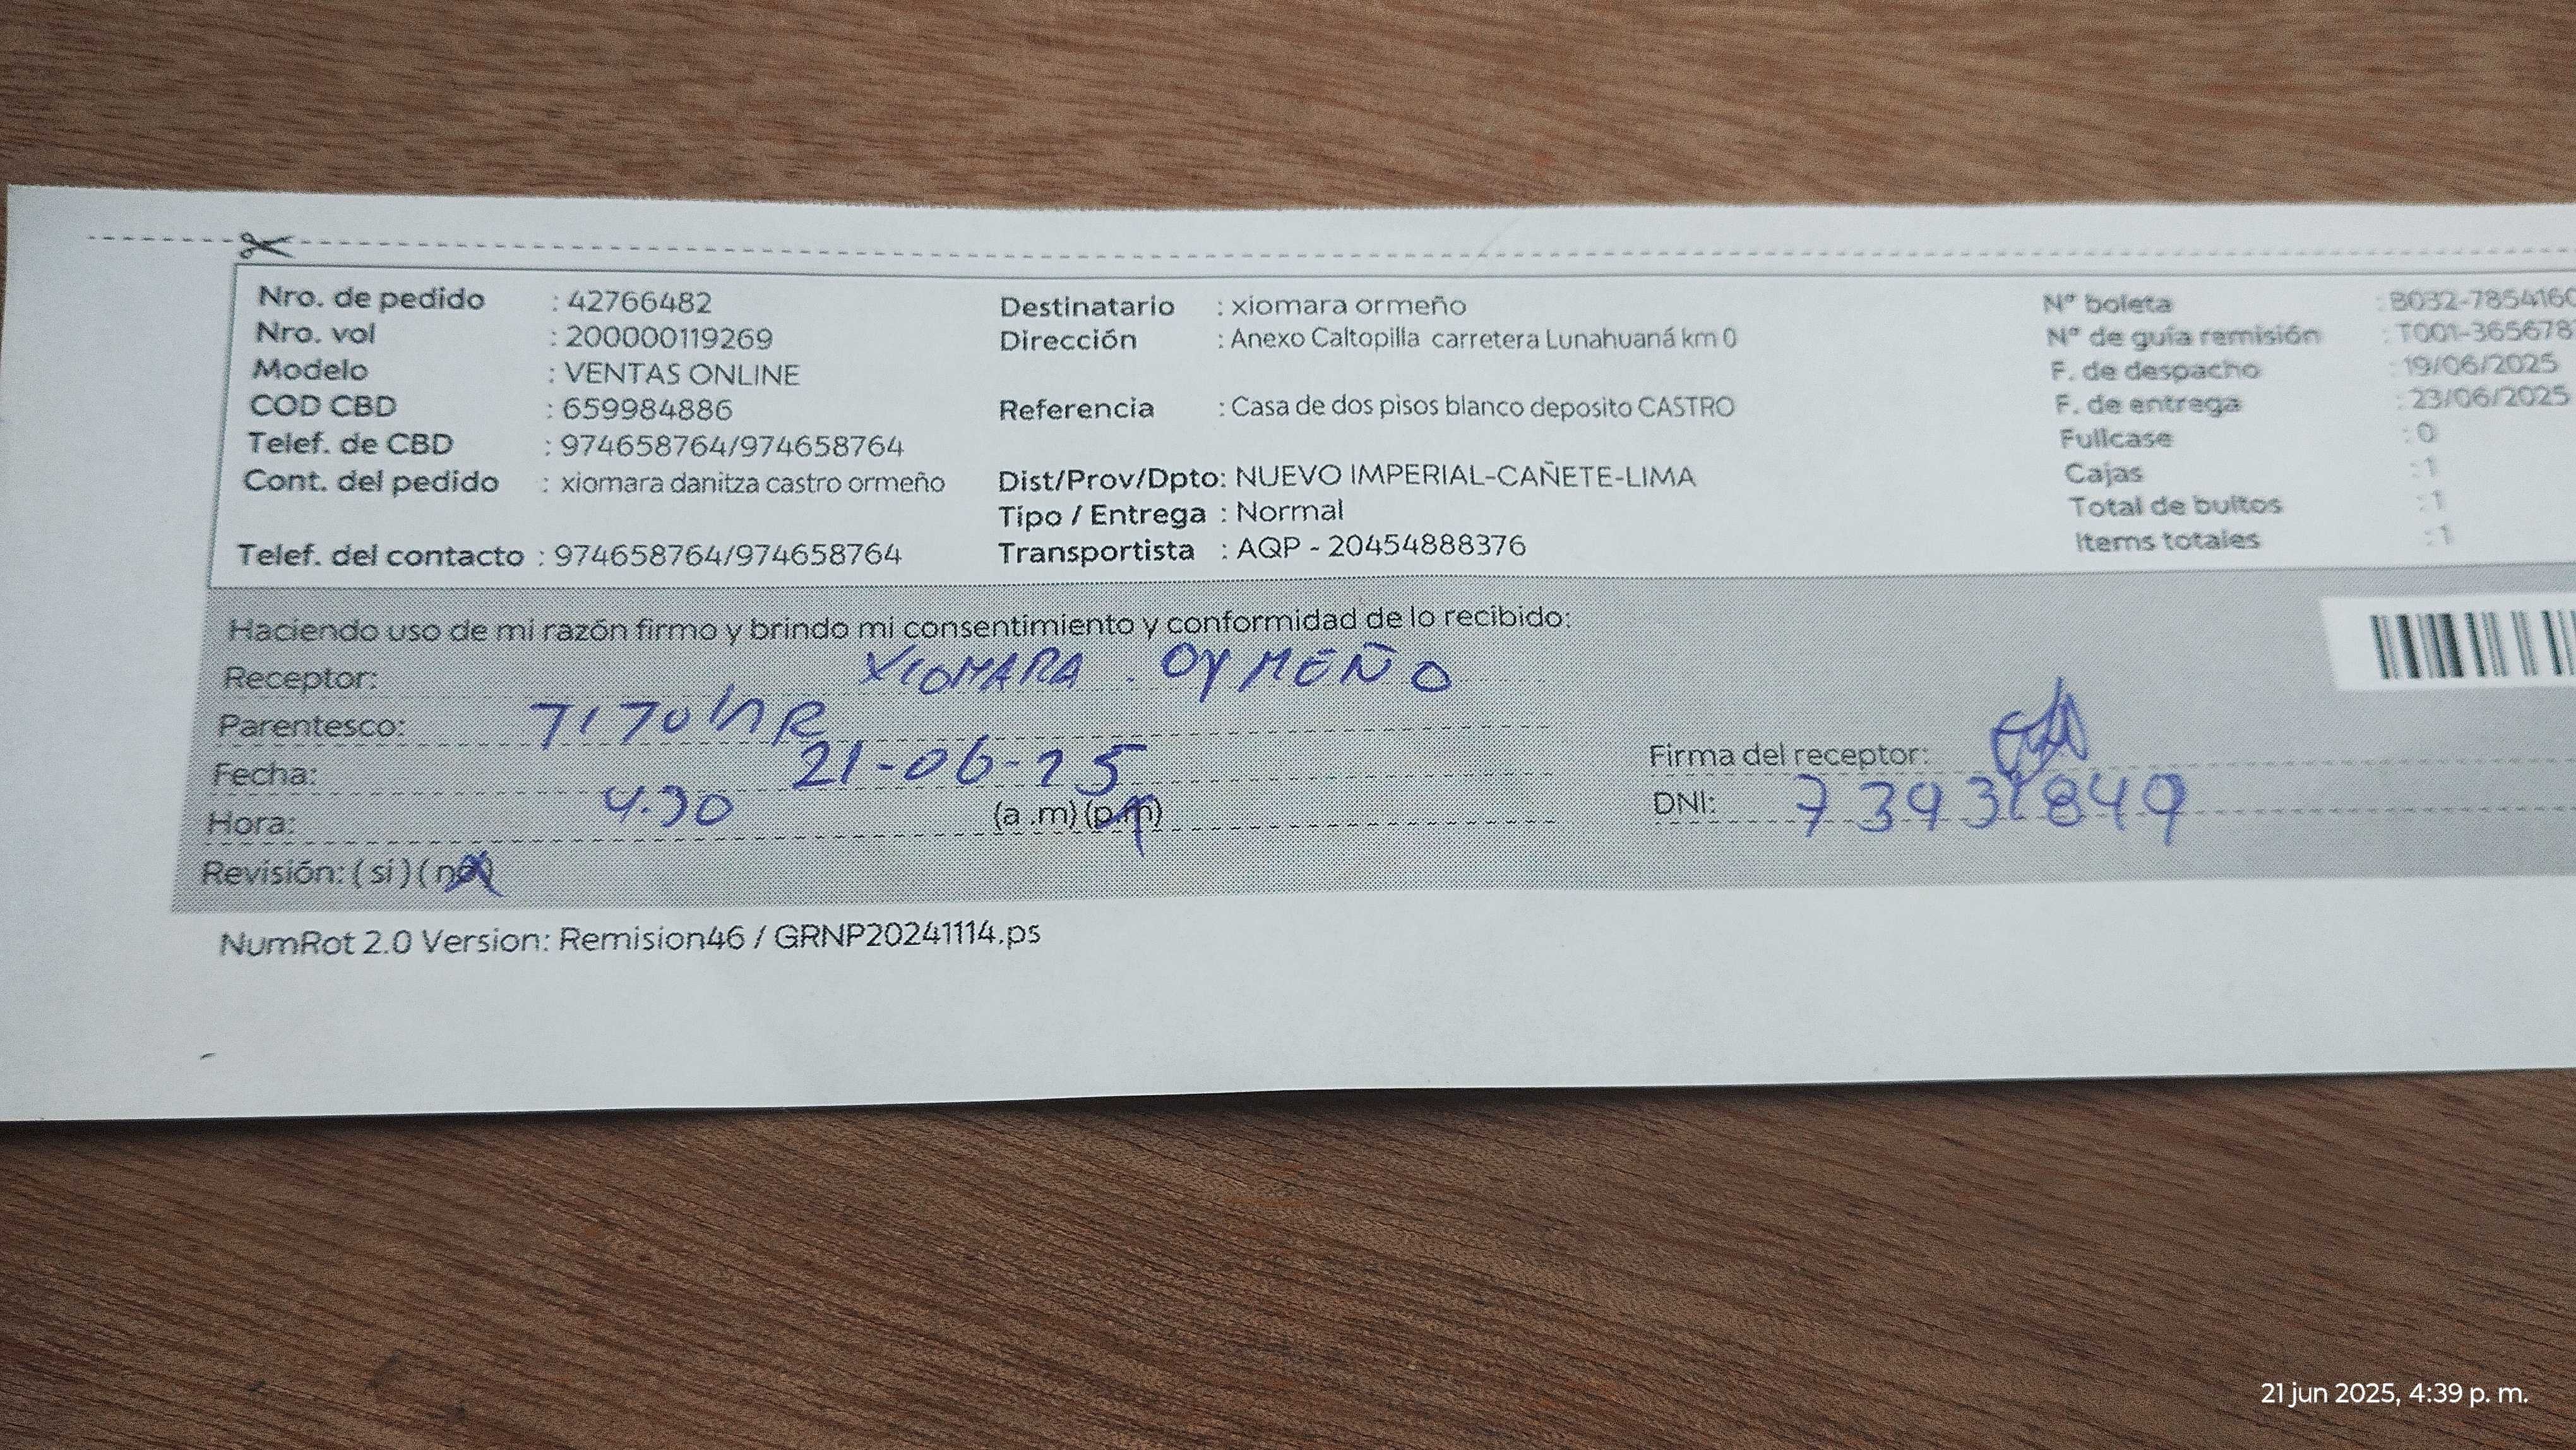 Nro. de pedido : 42766482
Nro. vol : 200000119269
Modelo : VENTAS ONLINE
COD CBD : 659984886
Telef. de CBD : 974658764/974658764
Cont. del pedido : xiomara danitza castro ormeño
Telef. del contacto : 974658764/974658764
Destinatario : xiomara ormeño
Dirección : Anexo Caltopilla carretera Lunahuaná km 0
Referencia : Casa de dos pisos blanco deposito CASTRO
Dist/Prov/Dpto: NUEVO IMPERIAL-CAÑETE-LIMA
Tipo / Entrega : Normal
Transportista : AQP - 20454888376
Nº boleta : B032-785416
Nº de guía remisión : T001-365678
F. de despacho : 19/06/2025
F. de entrega : 23/06/2025
Fullcase : 0
Cajas : 1
Total de bultos : 1
Items totales : 1
Haciendo uso de mi razón firmo y brindo mi consentimiento y conformidad de lo recibido:
Receptor: XIOMARA . ORMEÑO
Parentesco:
Fecha: 21-06-25
Hora: 4.30 (a.m) (p.m)
Revisión: (si) (no)
Firma del receptor:
DNI:
NumRot 2.0 Version: Remision46 / GRNP20241114.ps
21 jun 2025, 4:39 p. m.